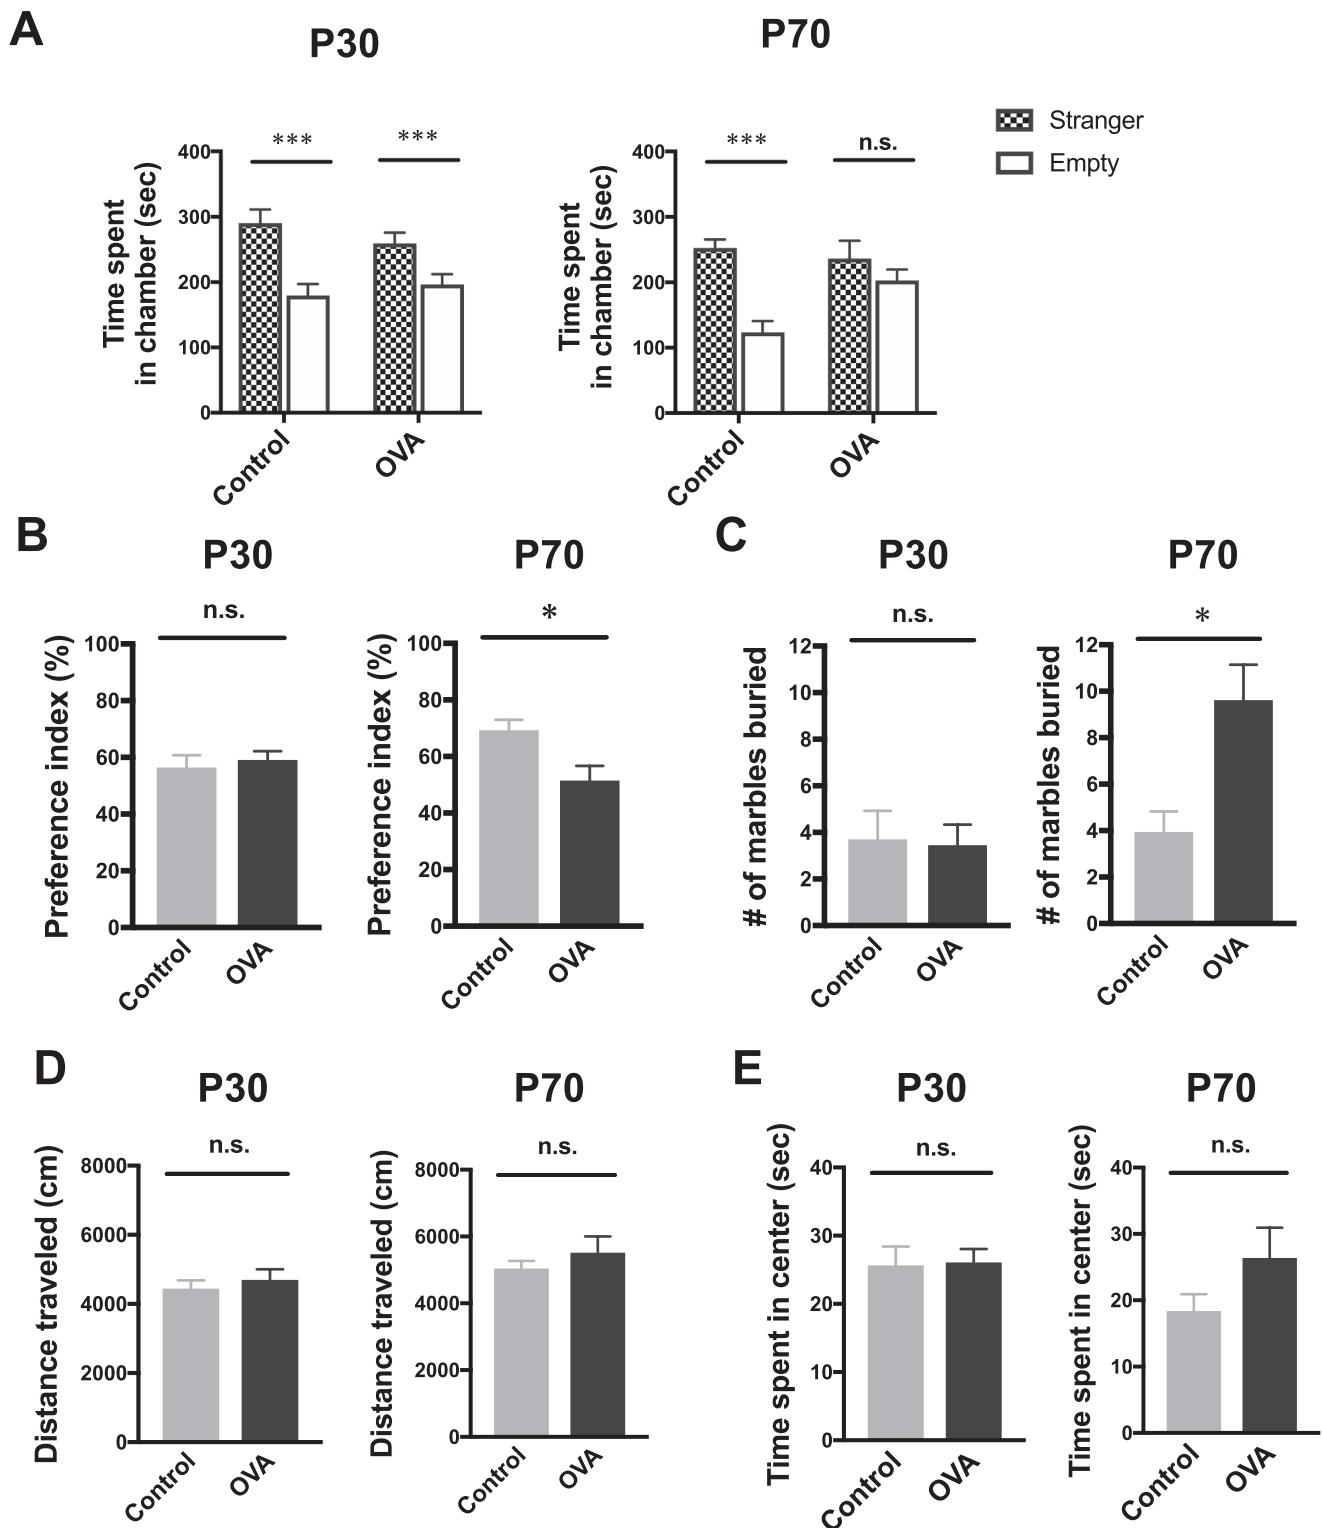 A
P30
P70
Stranger
Empty
***
***
Time spent
in chamber (sec)
400
300
200
100
0
Control
OVA
***
n.s.
Time spent
in chamber (sec)
400
300
200
100
0
Control
OVA
B
P30
n.s.
Preference index (%)
100
80
60
40
20
0
Control
OVA
P70
*
Preference index (%)
100
80
60
40
20
0
Control
OVA
C
P30
n.s.
# of marbles buried
12
10
8
6
4
2
0
Control
OVA
P70
*
# of marbles buried
12
10
8
6
4
2
0
Control
OVA
D
P30
n.s.
Distance traveled (cm)
8000
6000
4000
2000
0
Control
OVA
P70
n.s.
Distance traveled (cm)
8000
6000
4000
2000
0
Control
OVA
E
P30
n.s.
Time spent in center (sec)
40
30
20
10
0
Control
OVA
P70
n.s.
Time spent in center (sec)
40
30
20
10
0
Control
OVA